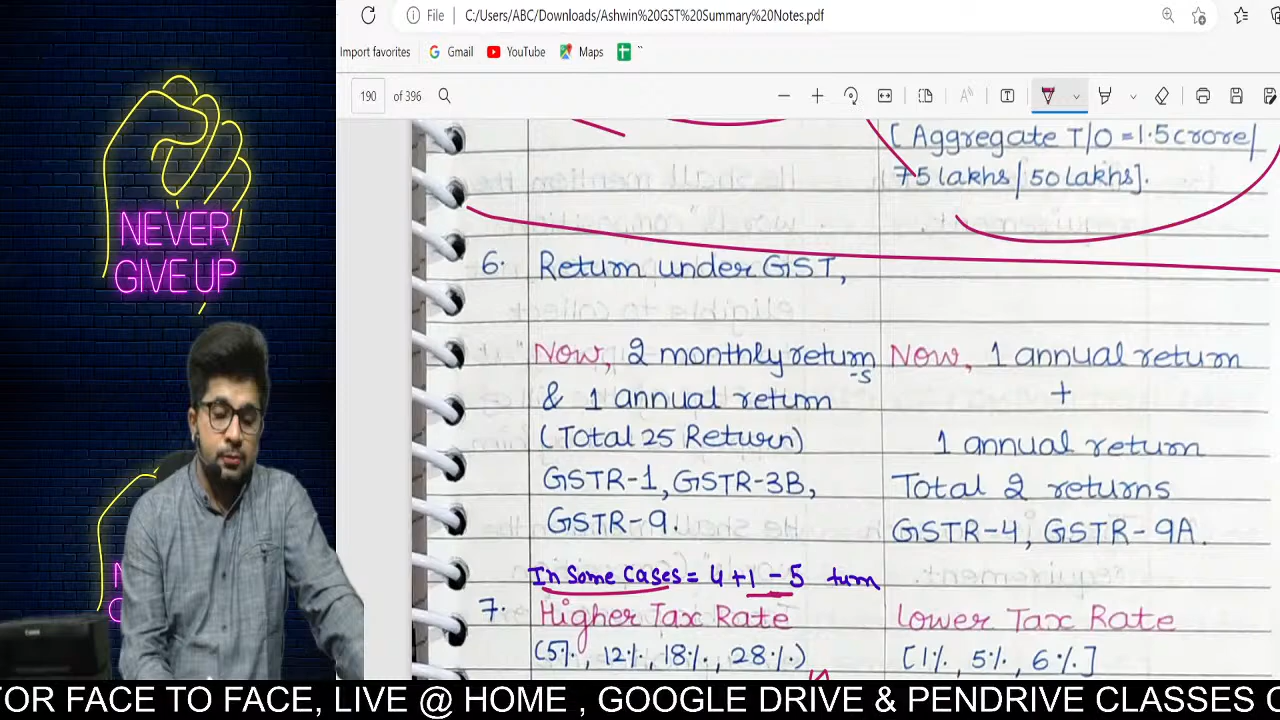 File | C:/Users/ABC/Downloads/Ashwin%20GST%20Summary%20Notes.pdf
Import favorites Gmail YouTube Maps
190 of 396
[Aggregate T/O = 1.5 crore/
75 lakhs / 50 lakhs].
6. Return under GST,
Now, 2 monthly return
-s
& 1 annual return
(Total 25 Return)
GSTR-1, GSTR-3B,
GSTR-9.
Now, 1 annual return
+
1 annual return
Total 2 returns
GSTR-4, GSTR-9A.
In Some Cases = 4 + 1 - 5 turn
7. Higher Tax Rate
(5%, 12%, 18%, 28%)
Lower Tax Rate
[1%, 5%, 6%]
NEVER
GIVE UP
FOR FACE TO FACE, LIVE @ HOME , GOOGLE DRIVE & PENDRIVE CLASSES